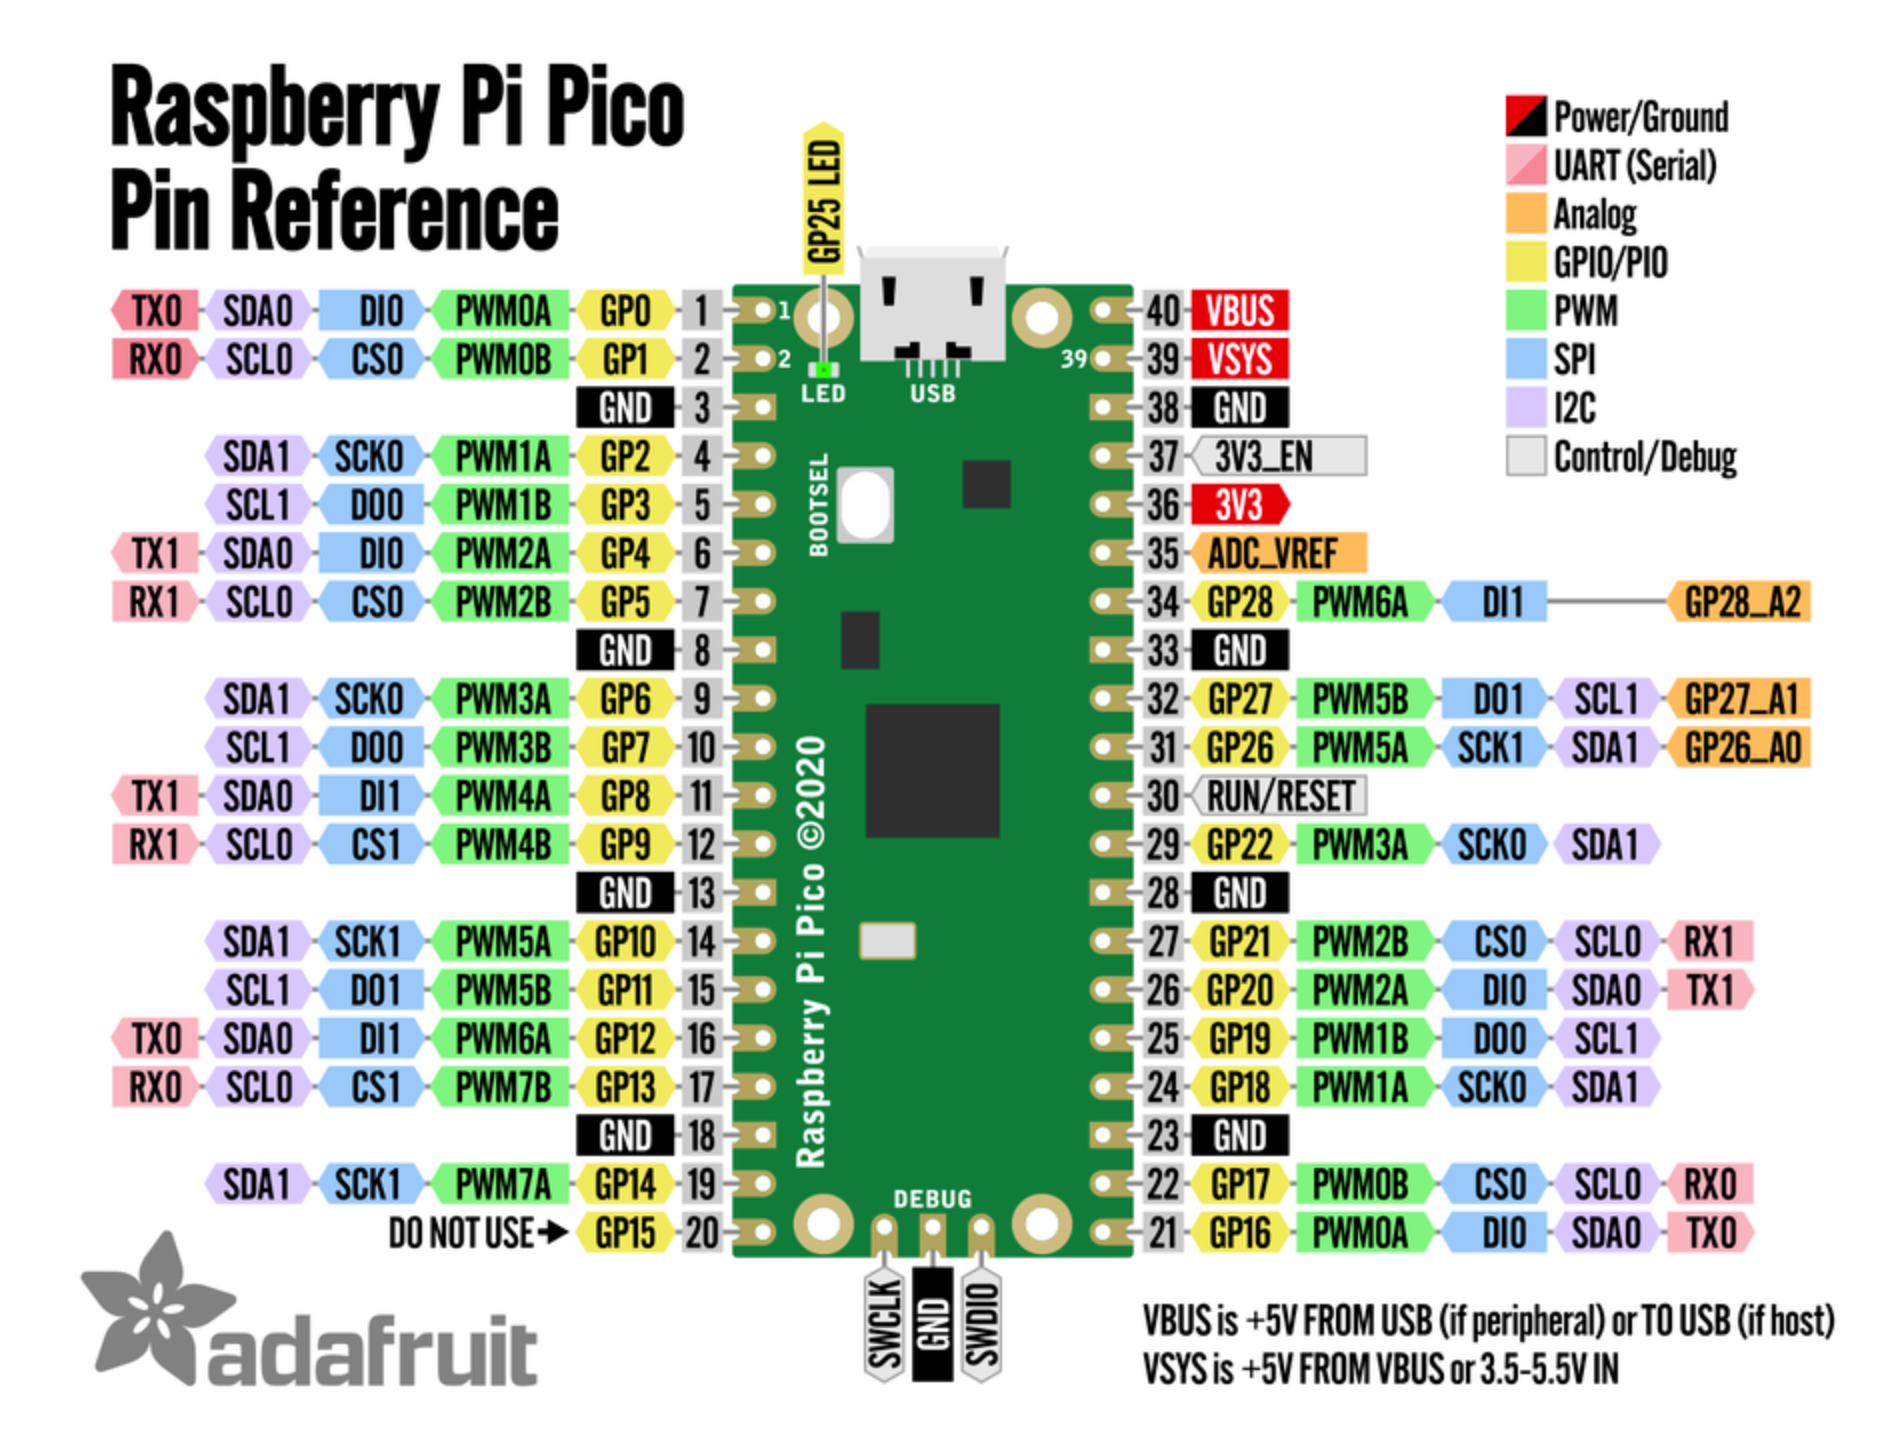 Raspberry Pi Pico
Pin Reference
GP25 LED
Power/Ground
UART (Serial)
Analog
GPIO/PIO
PWM
SPI
I2C
Control/Debug
TX0 SDA0 DI0 PWM0A GP0 1
RX0 SCL0 CS0 PWM0B GP1 2
GND 3
SDA1 SCK0 PWM1A GP2 4
SCL1 DO0 PWM1B GP3 5
TX1 SDA0 DI0 PWM2A GP4 6
RX1 SCL0 CS0 PWM2B GP5 7
GND 8
SDA1 SCK0 PWM3A GP6 9
SCL1 DO0 PWM3B GP7 10
TX1 SDA0 DI1 PWM4A GP8 11
RX1 SCL0 CS1 PWM4B GP9 12
GND 13
SDA1 SCK1 PWM5A GP10 14
SCL1 DO1 PWM5B GP11 15
TX0 SDA0 DI1 PWM6A GP12 16
RX0 SCL0 CS1 PWM7B GP13 17
GND 18
SDA1 SCK1 PWM7A GP14 19
DO NOT USE→ GP15 20
1
2
39
LED
USB
BOOTSEL
Raspberry Pi Pico ©2020
DEBUG
SWCLK
GND
SWDIO
40 VBUS
39 VSYS
38 GND
37 3V3_EN
36 3V3
35 ADC_VREF
34 GP28 PWM6A DI1 GP28_A2
33 GND
32 GP27 PWM5B DO1 SCL1 GP27_A1
31 GP26 PWM5A SCK1 SDA1 GP26_A0
30 RUN/RESET
29 GP22 PWM3A SCK0 SDA1
28 GND
27 GP21 PWM2B CS0 SCL0 RX1
26 GP20 PWM2A DI0 SDA0 TX1
25 GP19 PWM1B DO0 SCL1
24 GP18 PWM1A SCK0 SDA1
23 GND
22 GP17 PWM0B CS0 SCL0 RX0
21 GP16 PWM0A DI0 SDA0 TX0
adafruit
VBUS is +5V FROM USB (if peripheral) or TO USB (if host)
VSYS is +5V FROM VBUS or 3.5-5.5V IN